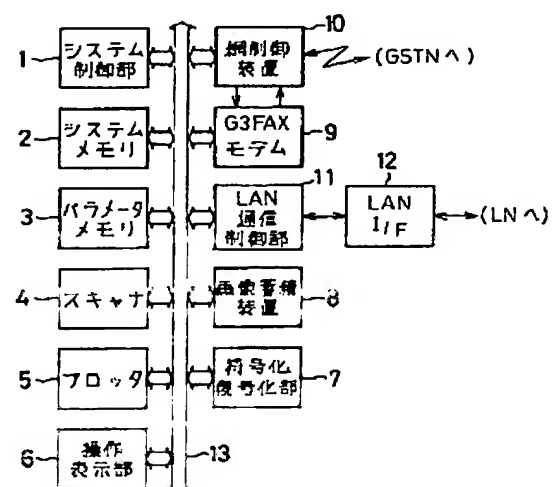 1
システム
制御部
10
網制御
装置
(GSTNへ)
2
システム
メモリ
G3FAX
モデム
9
3
パラメータ
メモリ
11
LAN
通信
制御部
12
LAN
I/F
(LNへ)
4
スキャナ
画像蓄積
装置
8
5
プロッタ
符号化
復号化部
7
6
操作
表示部
13